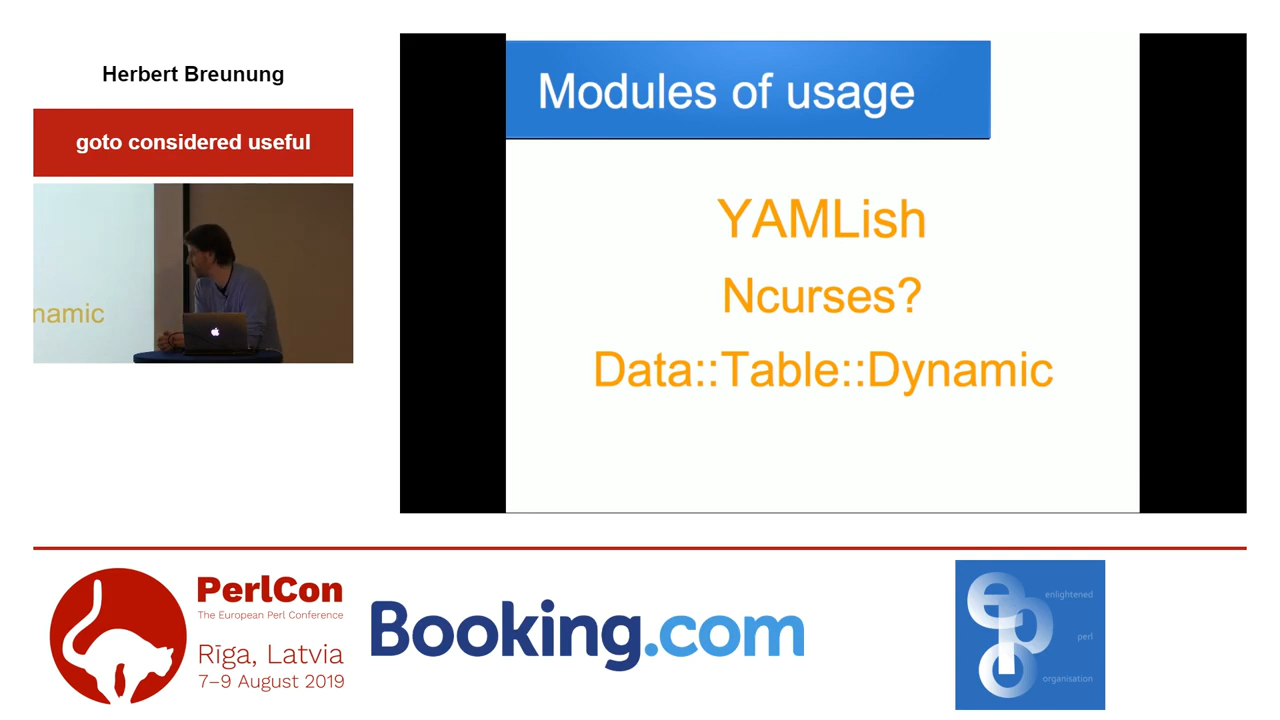 Herbert Breunung
goto considered useful
namic
Modules of usage
YAMLish
Ncurses?
Data::Table::Dynamic
PerlCon
The European Perl Conference
Rīga, Latvia
7–9 August 2019
Booking.com
epo
enlightened
perl
organisation